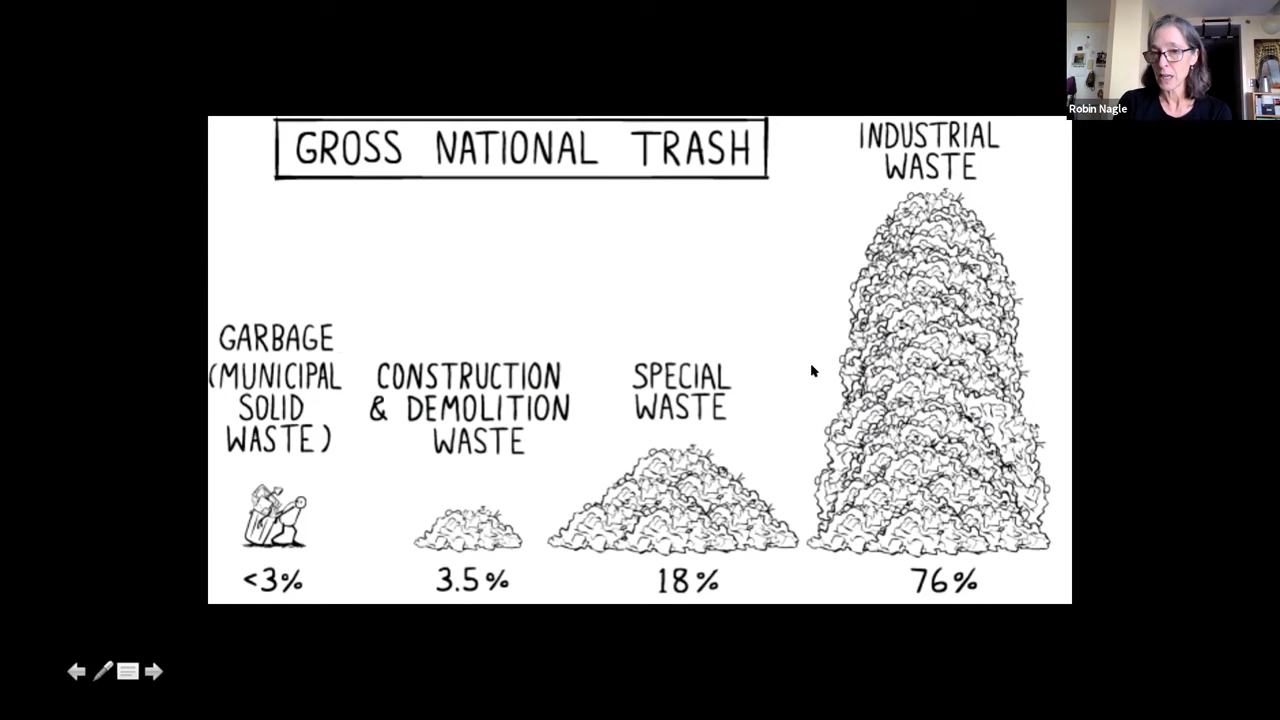 Robin Nagle
GROSS NATIONAL TRASH
INDUSTRIAL
WASTE
GARBAGE
(MUNICIPAL
SOLID
WASTE)
CONSTRUCTION
& DEMOLITION
WASTE
SPECIAL
WASTE
<3%
3.5%
18%
76%